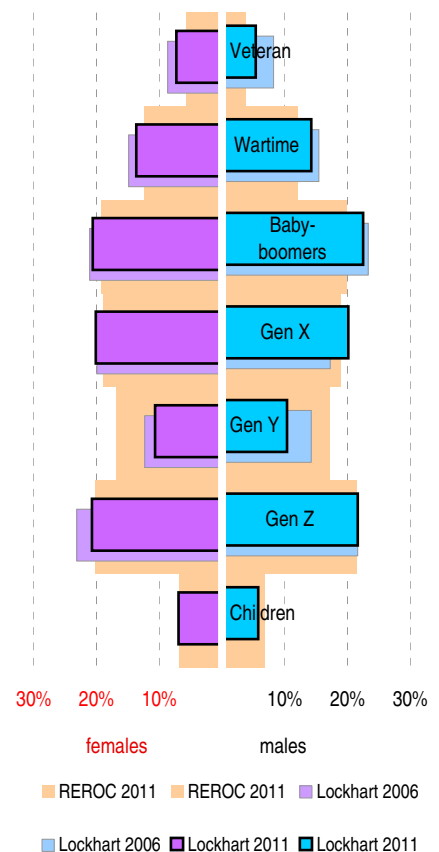 Veteran
Wartime
Baby-
boomers
Gen X
Gen Y
Gen Z
Children
30% 20% 10% 10% 20% 30%
females males
REROC 2011 REROC 2011 Lockhart 2006
Lockhart 2006 Lockhart 2011 Lockhart 2011